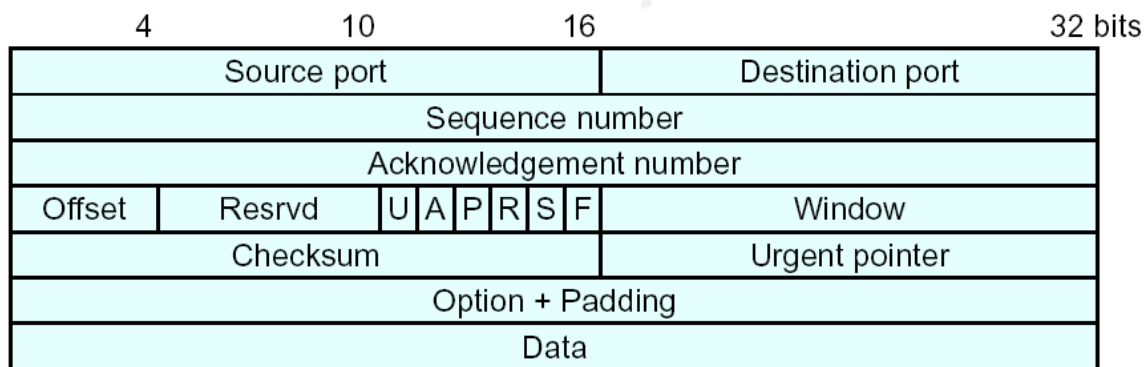 4 10 16 32 bits
Source port Destination port
Sequence number
Acknowledgement number
Offset Resrvd U A P R S F Window
Checksum Urgent pointer
Option + Padding
Data